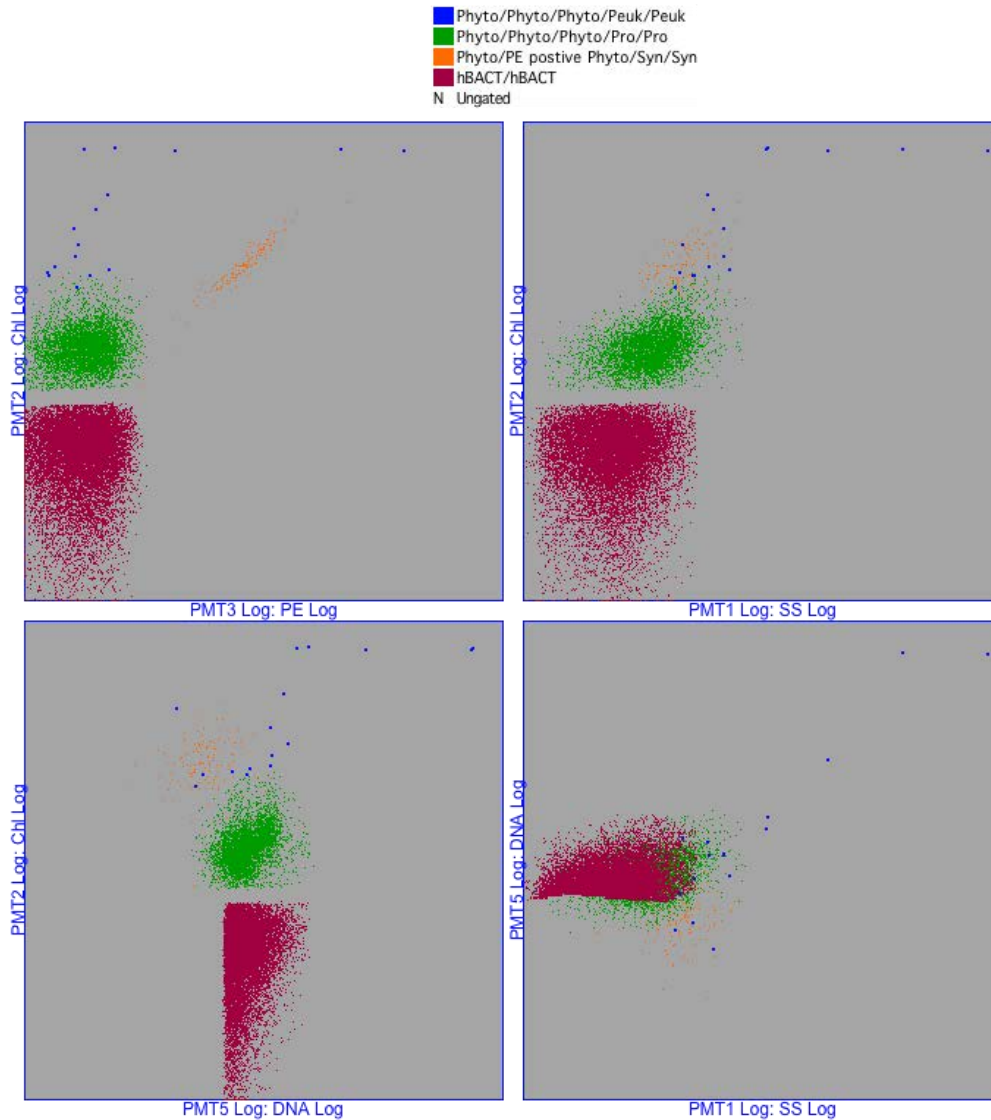 Phyto/Phyto/Phyto/Peuk/Peuk
Phyto/Phyto/Phyto/Pro/Pro
Phyto/PE postive Phyto/Syn/Syn
hBACT/hBACT
N Ungated
PMT2 Log: Chl Log
PMT3 Log: PE Log
PMT2 Log: Chl Log
PMT1 Log: SS Log
PMT2 Log: Chl Log
PMT5 Log: DNA Log
PMT5 Log: DNA Log
PMT1 Log: SS Log